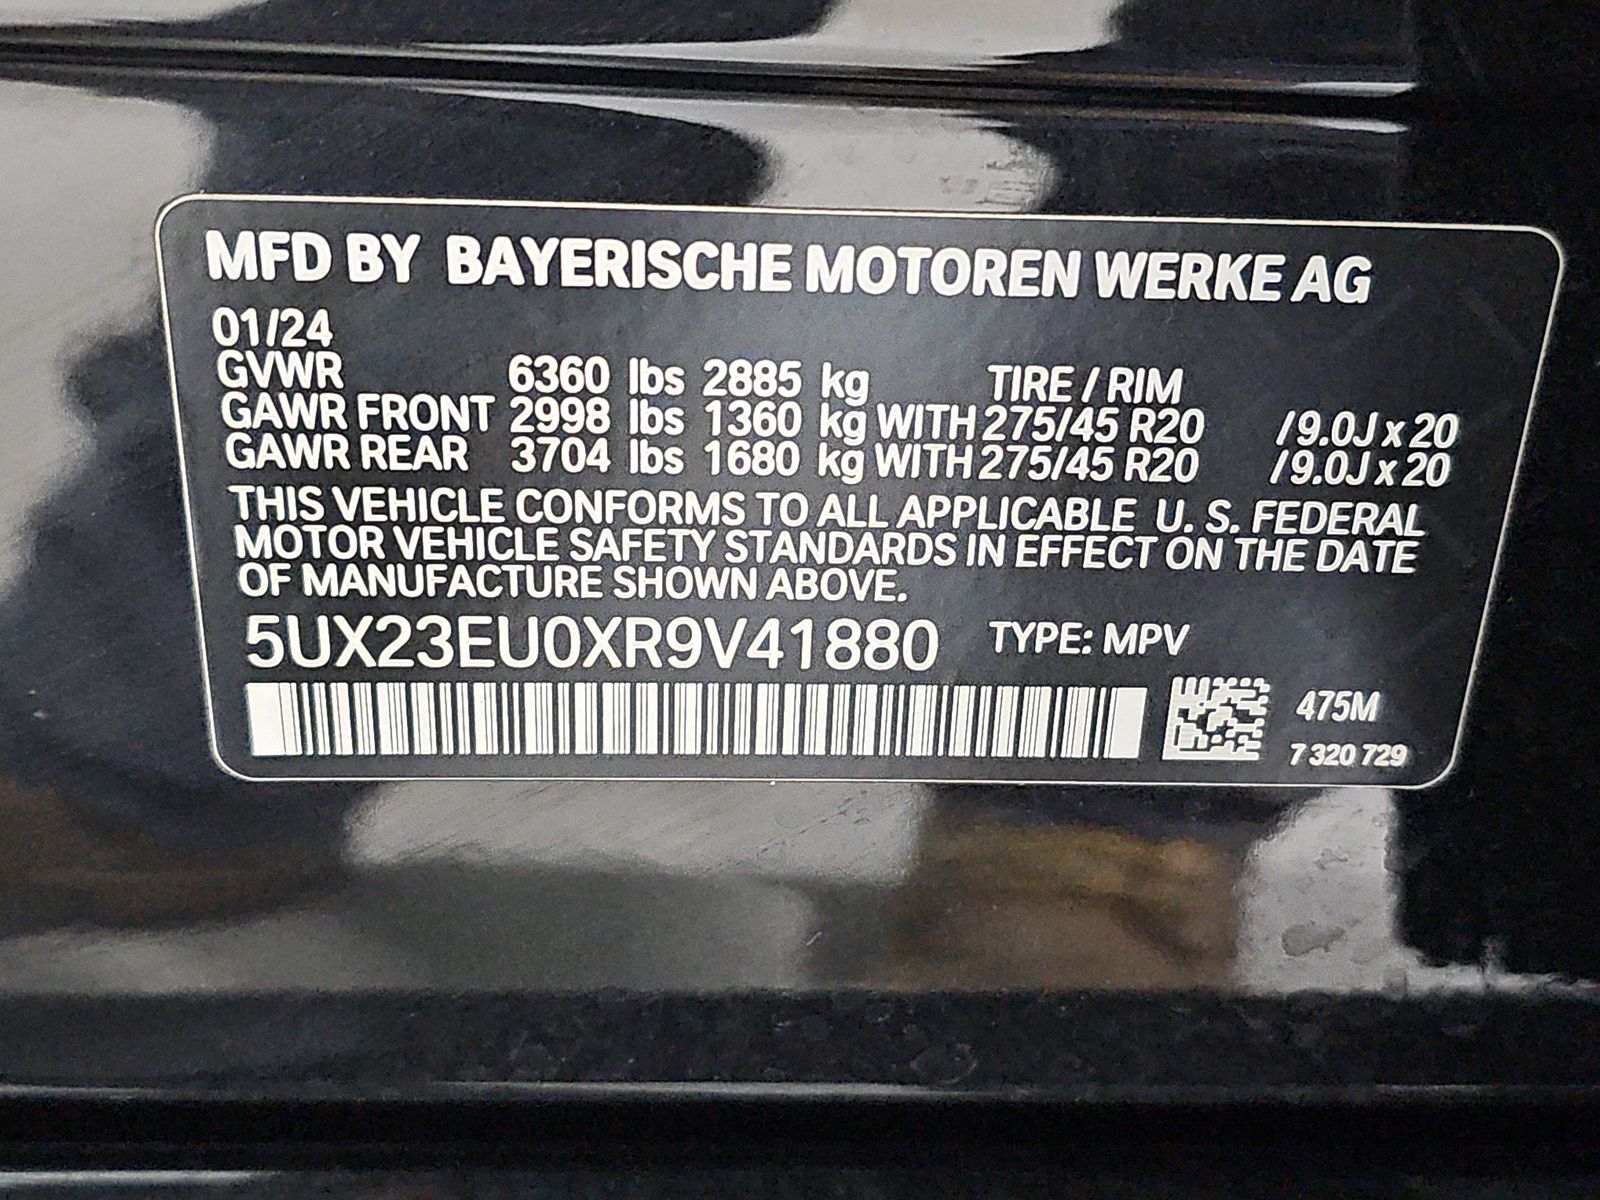 MFD BY BAYERISCHE MOTOREN WERKE AG
01/24
GVWR 6360 lbs 2885 kg TIRE / RIM
GAWR FRONT 2998 lbs 1360 kg WITH 275/45 R20 /9.0J x 20
GAWR REAR 3704 lbs 1680 kg WITH 275/45 R20 /9.0J x 20
THIS VEHICLE CONFORMS TO ALL APPLICABLE U. S. FEDERAL
MOTOR VEHICLE SAFETY STANDARDS IN EFFECT ON THE DATE
OF MANUFACTURE SHOWN ABOVE.
5UX23EU0XR9V41880 TYPE: MPV
475M
7 320 729